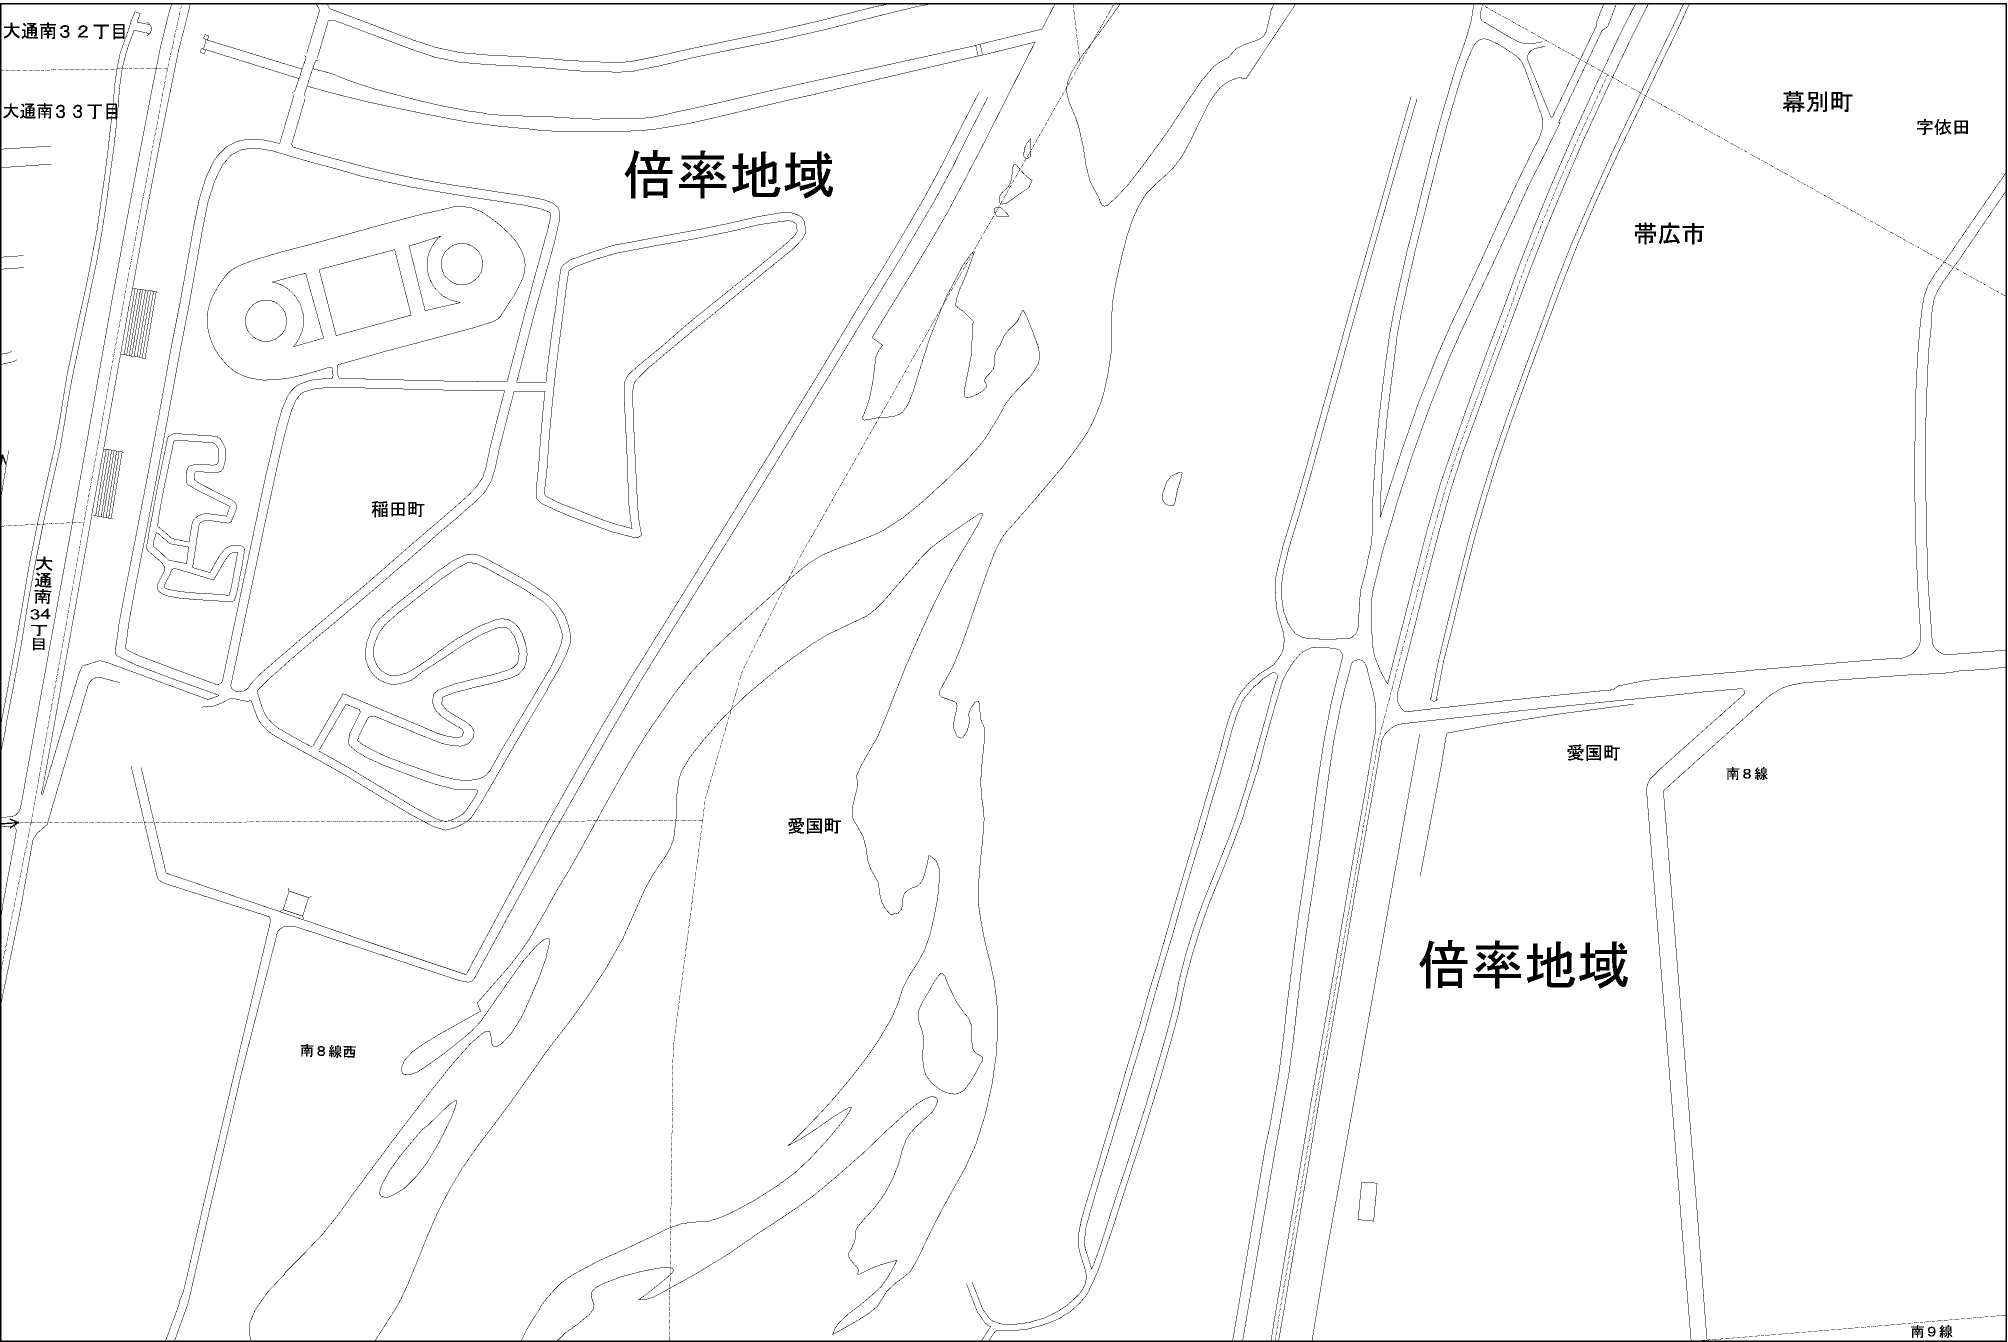 大通南３２丁目
大通南３３丁目
幕別町
字依田
倍率地域
帯広市
稲田町
大通南34丁目
愛国町
南８線
愛国町
倍率地域
南８線西
南９線